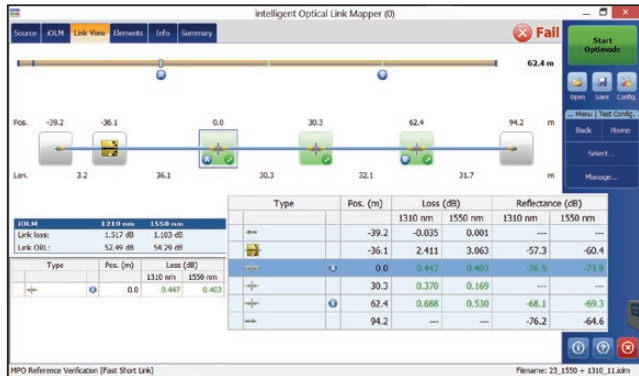 intelligent Optical Link Mapper (0)
Source iOLM Link View Elements Info Summary
Fail
Start Optimode
62.4 m
A B
Open Save Config.
... Menu | Test Config.
Back Home
Select...
Manage...
Pos. -39.2 -36.1 0.0 30.3 62.4 94.2 m
A B
Len. 3.2 36.1 30.3 32.1 31.7 m
iOLM 1310 nm 1550 nm
Link loss: 1.517 dB 1.103 dB
Link ORL: 52.49 dB 54.29 dB
Type Pos. (m) Loss (dB)
1310 nm 1550 nm
0.0 0.447 0.403
Type Pos. (m) Loss (dB) Reflectance (dB)
1310 nm 1550 nm 1310 nm 1550 nm
-39.2 -0.035 0.001 --- ---
-36.1 2.411 3.063 -57.3 -60.4
0.0 0.447 0.403 -76.5 -73.9
30.3 0.370 0.169 --- ---
B 62.4 0.688 0.530 -68.1 -69.3
94.2 --- --- -76.2 -64.6
MPO Reference Verification [Fast Short Link]
Filename: 23_1550 + 1310_11.iolm